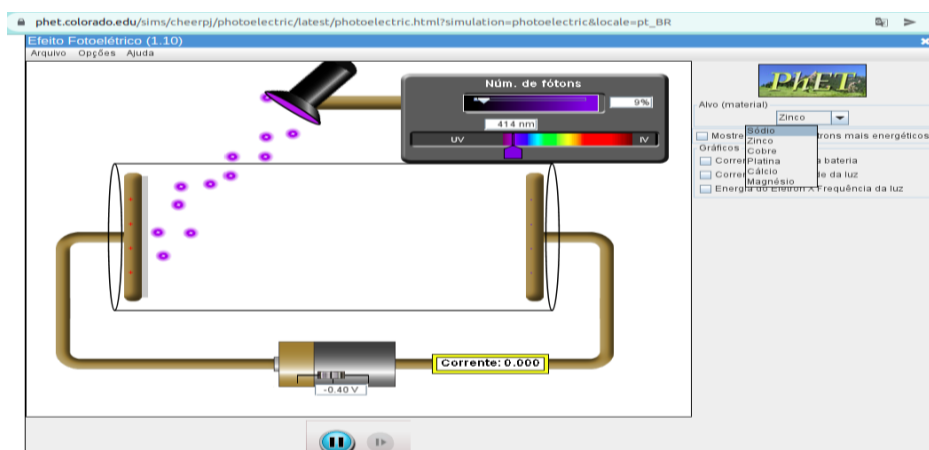 phet.colorado.edu/sims/cheerpj/photoelectric/latest/photoelectric.html?simulation=photoelectric&locale=pt_BR
Efeito Fotoelétrico (1.10)
Arquivo Opções Ajuda
Núm. de fótons
9%
414 nm
UV
IV
Corrente: 0.000
-0.40 V
PhET
Alvo (material)
Zinco
Sódio
Zinco
Cobre
Platina
Cálcio
Magnésio
Mostre trons mais energéticos
Gráficos
Corren a bateria
Corren de da luz
Energia do Elétron X Frequência da luz